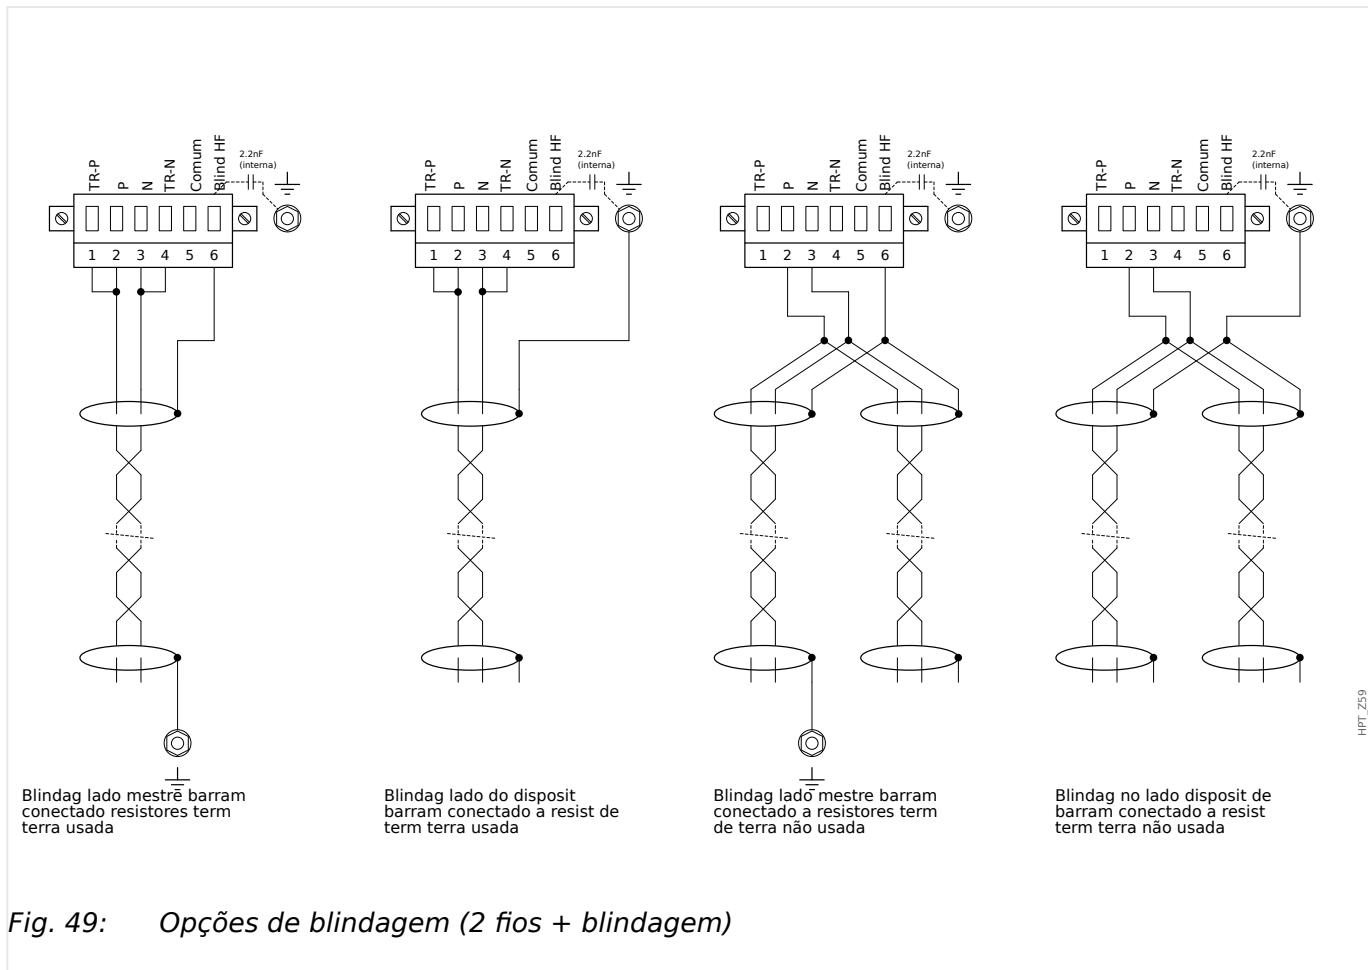 TR-P P N TR-N Comum Blind HF
2.2nF
(interna)
1 2 3 4 5 6
TR-P P N TR-N Comum Blind HF
2.2nF
(interna)
1 2 3 4 5 6
TR-P P N TR-N Comum Blind HF
2.2nF
(interna)
1 2 3 4 5 6
TR-P P N TR-N Comum Blind HF
2.2nF
(interna)
1 2 3 4 5 6
HPT_Z59
Blindag lado mestre barram
conectado resistores term
terra usada
Blindag lado do disposit
barram conectado a resist de
term terra usada
Blindag lado mestre barram
conectado a resistores term
de terra não usada
Blindag no lado disposit de
barram conectado a resist
term terra não usada
Fig. 49: Opções de blindagem (2 fios + blindagem)